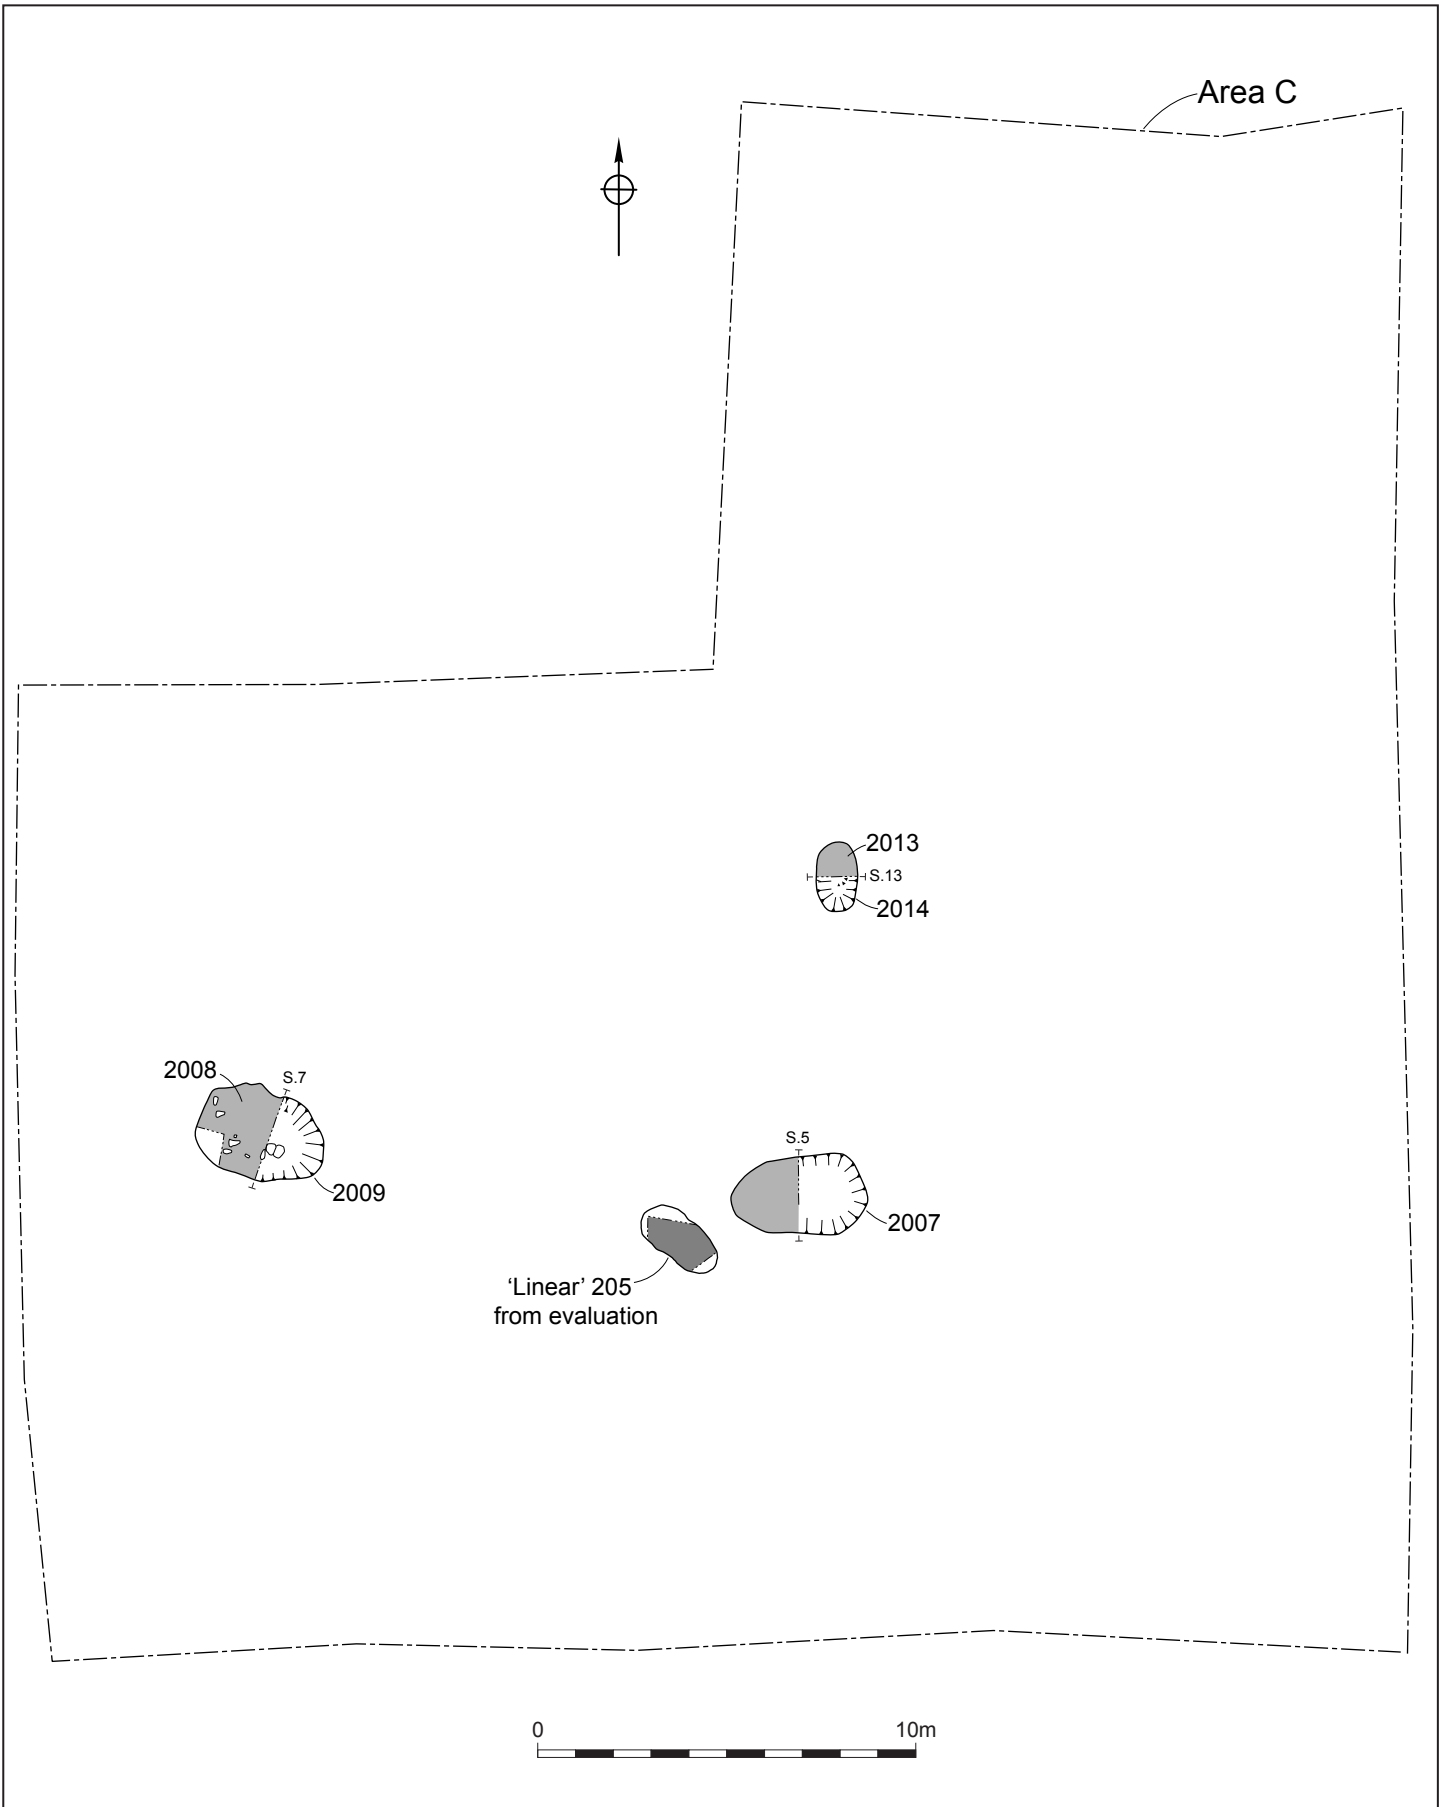 Area C
2013
S.13
2014
2008
S.7
2009
S.5
2007
‘Linear’ 205
from evaluation
0
10m